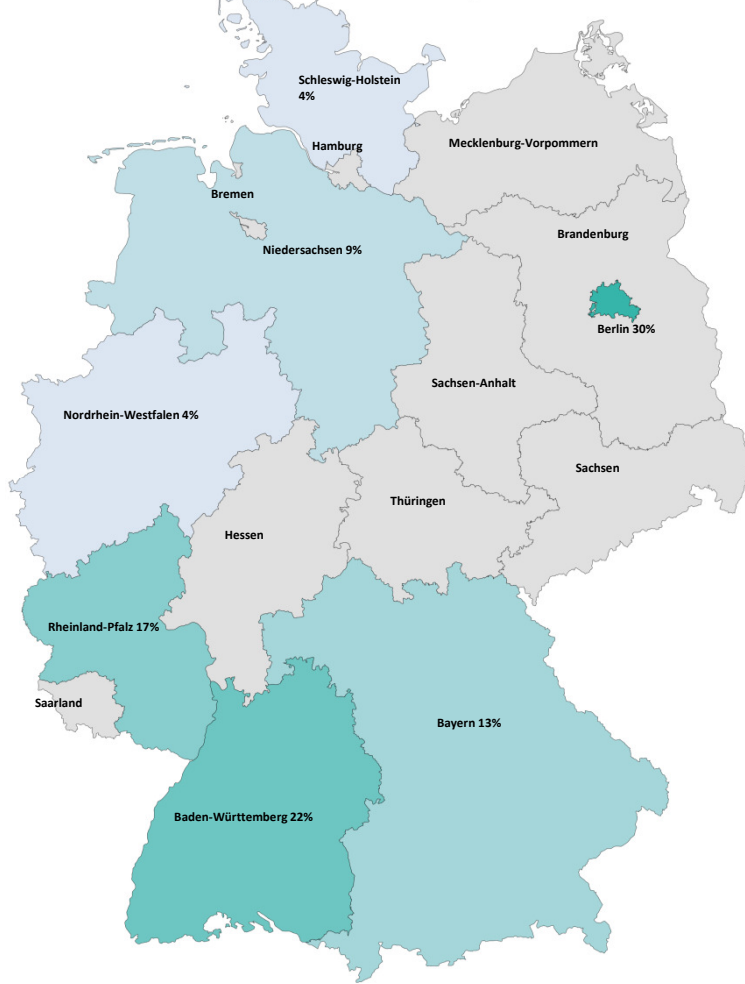 Schleswig-Holstein
4%
Hamburg
Mecklenburg-Vorpommern
Bremen
Brandenburg
Niedersachsen 9%
Berlin 30%
Sachsen-Anhalt
Nordrhein-Westfalen 4%
Sachsen
Thüringen
Hessen
Rheinland-Pfalz 17%
Saarland
Bayern 13%
Baden-Württemberg 22%